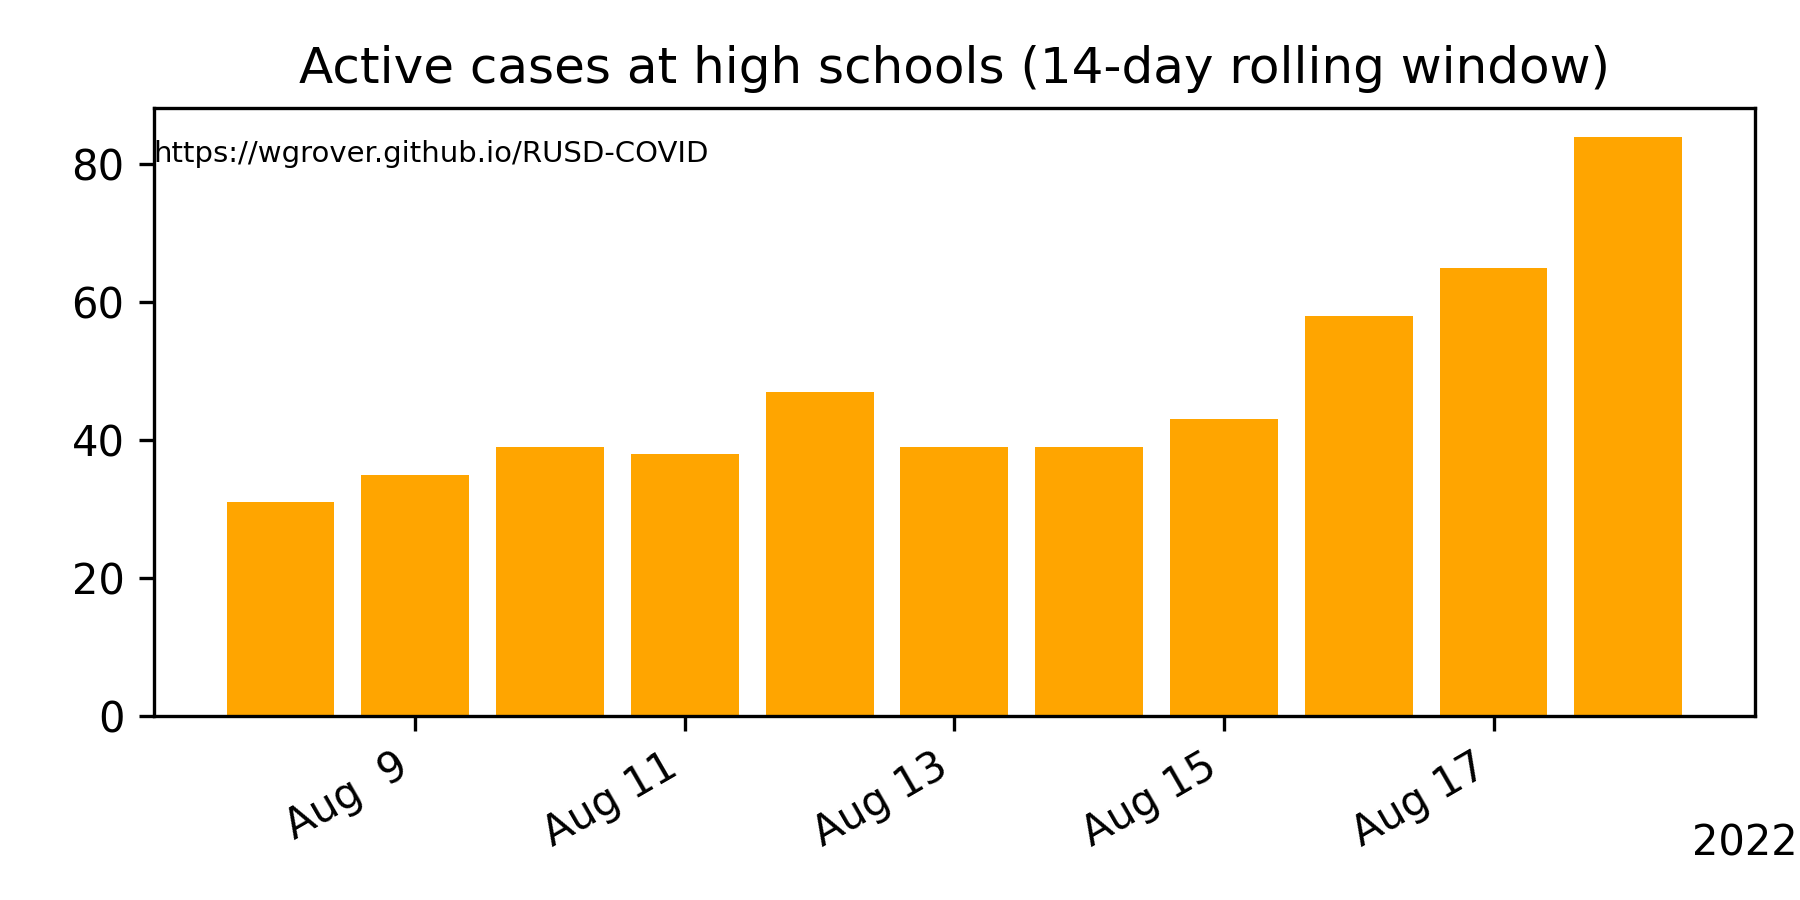 Active cases at high schools (14-day rolling window)
https://wgrover.github.io/RUSD-COVID
80
60
40
20
0
Aug 9
Aug 11
Aug 13
Aug 15
Aug 17
2022